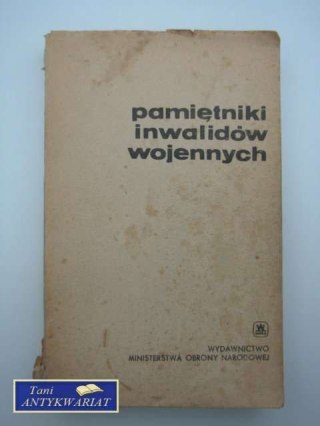 pamiętniki
inwalidów
wojennych
WYDAWNICTWO
MINISTERSTWA OBRONY NARODOWEJ
Tani
ANTYKWARIAT